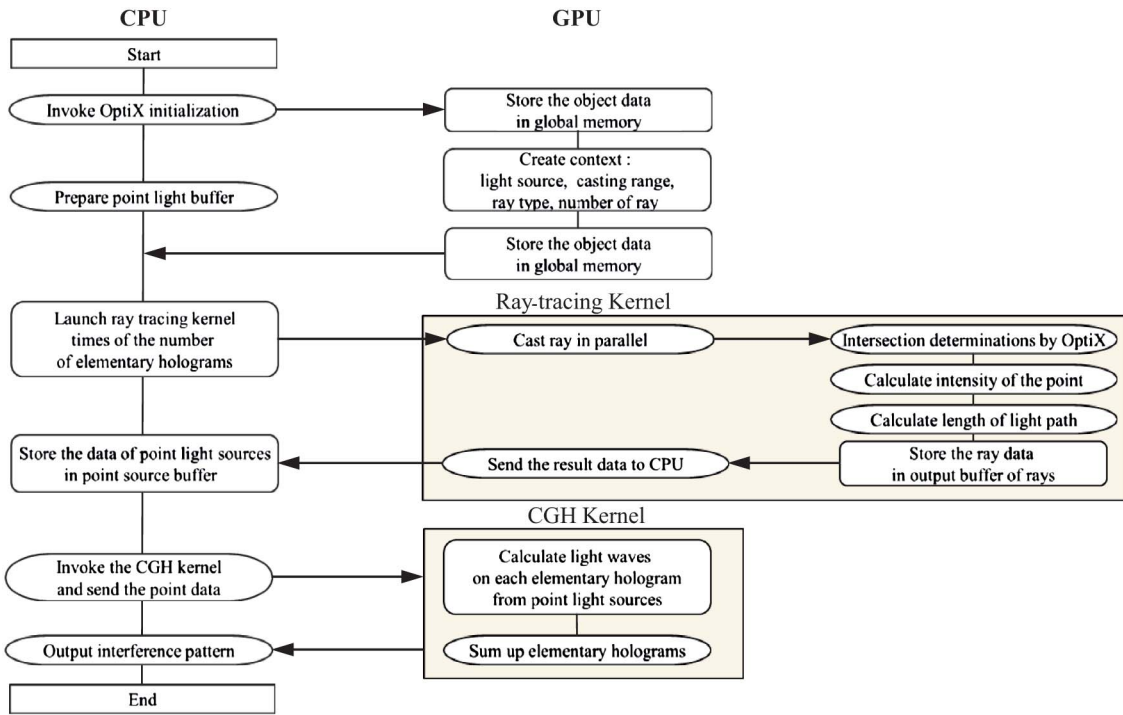 CPU
GPU
Start
Invoke OptiX initialization
Store the object data
in global memory
Create context :
light source, casting range,
ray type, number of ray
Prepare point light buffer
Store the object data
in global memory
Ray-tracing Kernel
Launch ray tracing kernel
times of the number
of elementary holograms
Cast ray in parallel
Intersection determinations by OptiX
Calculate intensity of the point
Calculate length of light path
Store the ray data
in output buffer of rays
Send the result data to CPU
Store the data of point light sources
in point source buffer
CGH Kernel
Invoke the CGH kernel
and send the point data
Calculate light waves
on each elementary hologram
from point light sources
Sum up elementary holograms
Output interference pattern
End